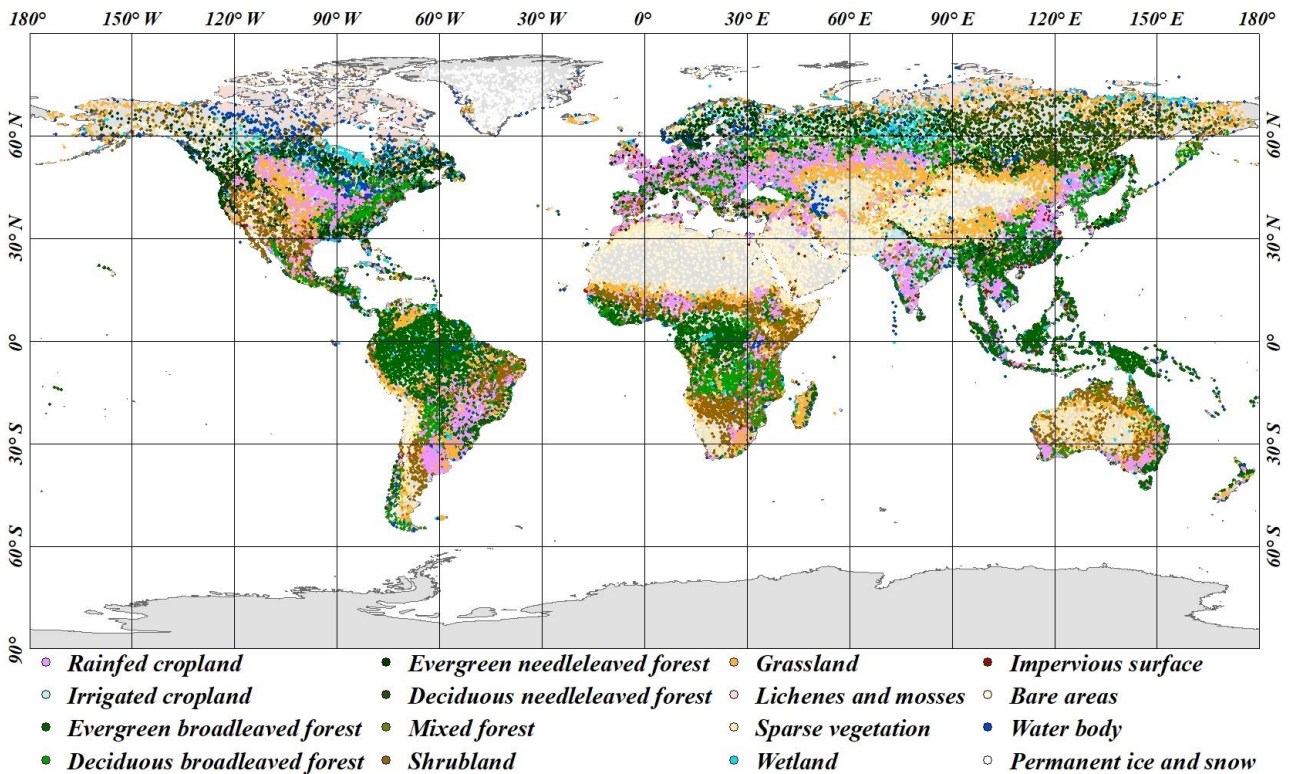 180° 150° W 120° W 90° W 60° W 30° W 0° 30° E 60° E 90° E 120° E 150° E 180°
60° N 60° N
30° N 30° N
0° 0°
30° S 30° S
60° S 60° S
90°
Rainfed cropland Evergreen needleleaved forest Grassland Impervious surface
Irrigated cropland Deciduous needleleaved forest Lichenes and mosses Bare areas
Evergreen broadleaved forest Mixed forest Sparse vegetation Water body
Deciduous broadleaved forest Shrubland Wetland Permanent ice and snow